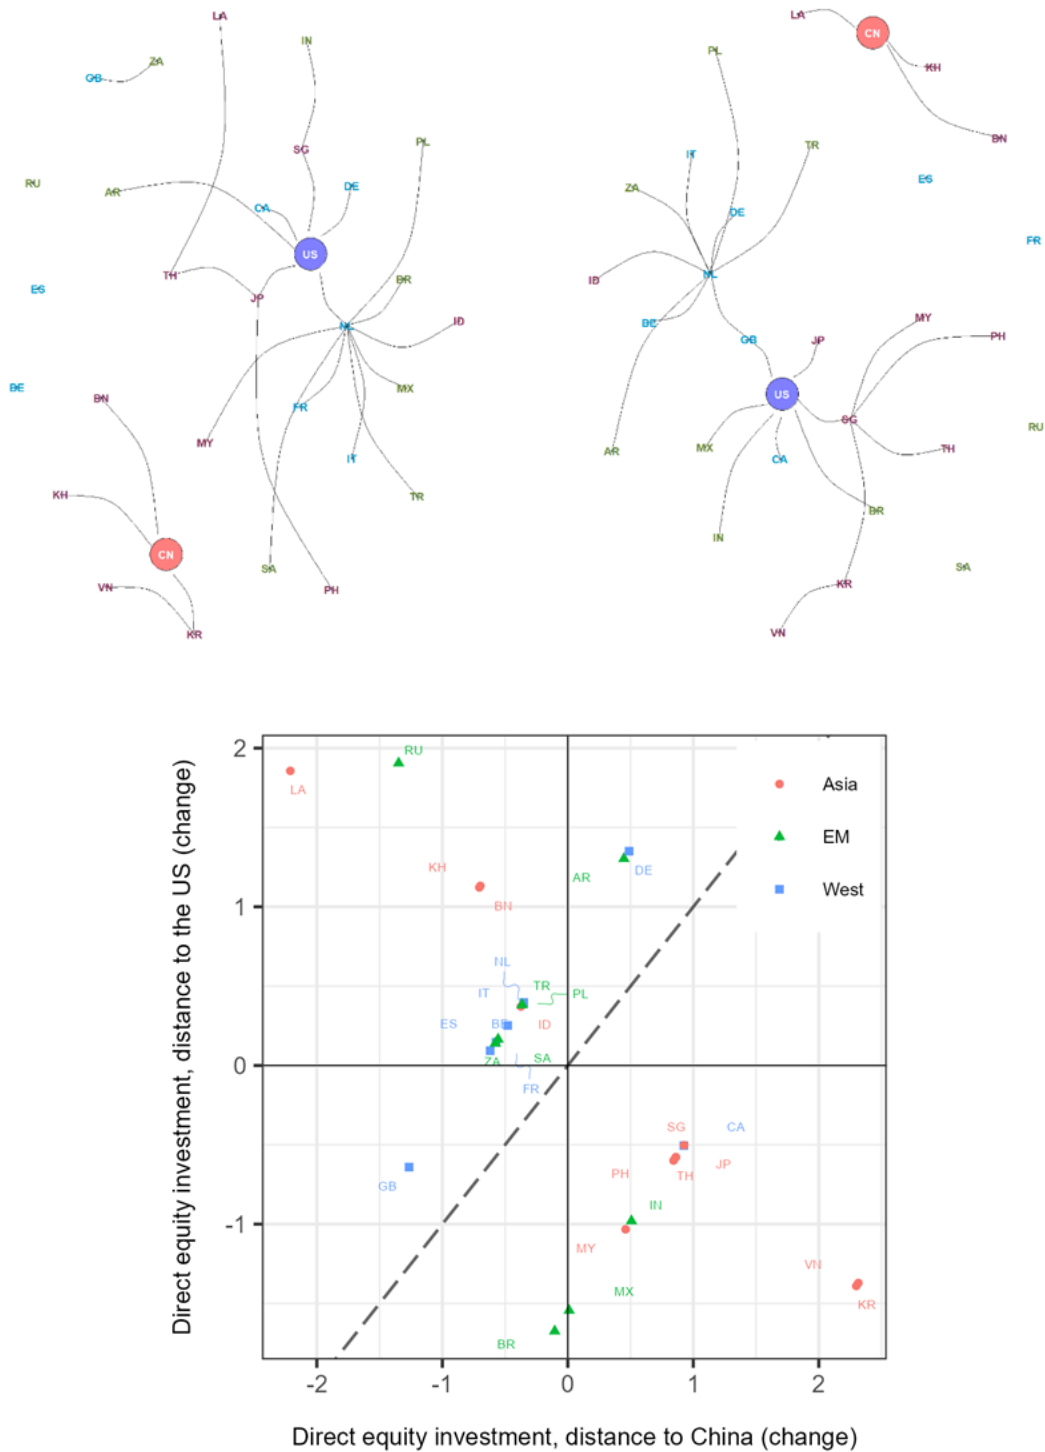 LA
IN
ZA
GB
SG
PL
RU
AR
DE
CA
US
TH
JP
BR
ES
NL
ID
BE
MX
BN
FR
MY
IT
KH
TR
CN
SA
VN
PH
KR
LA
CN
PL
KH
BN
IT
TR
ES
ZA
DE
FR
NL
ID
BE
GB
JP
MY
PH
US
SG
RU
AR
MX
CA
TH
BR
IN
SA
KR
VN
Direct equity investment, distance to the US (change)
2
1
0
-1
RU
LA
KH
BN
AR
DE
NL
IT
TR
PL
ES
BE
ID
ZA
SA
FR
GB
SG
CA
PH
TH
JP
IN
MY
MX
VN
KR
BR
Asia
EM
West
-2
-1
0
1
2
Direct equity investment, distance to China (change)